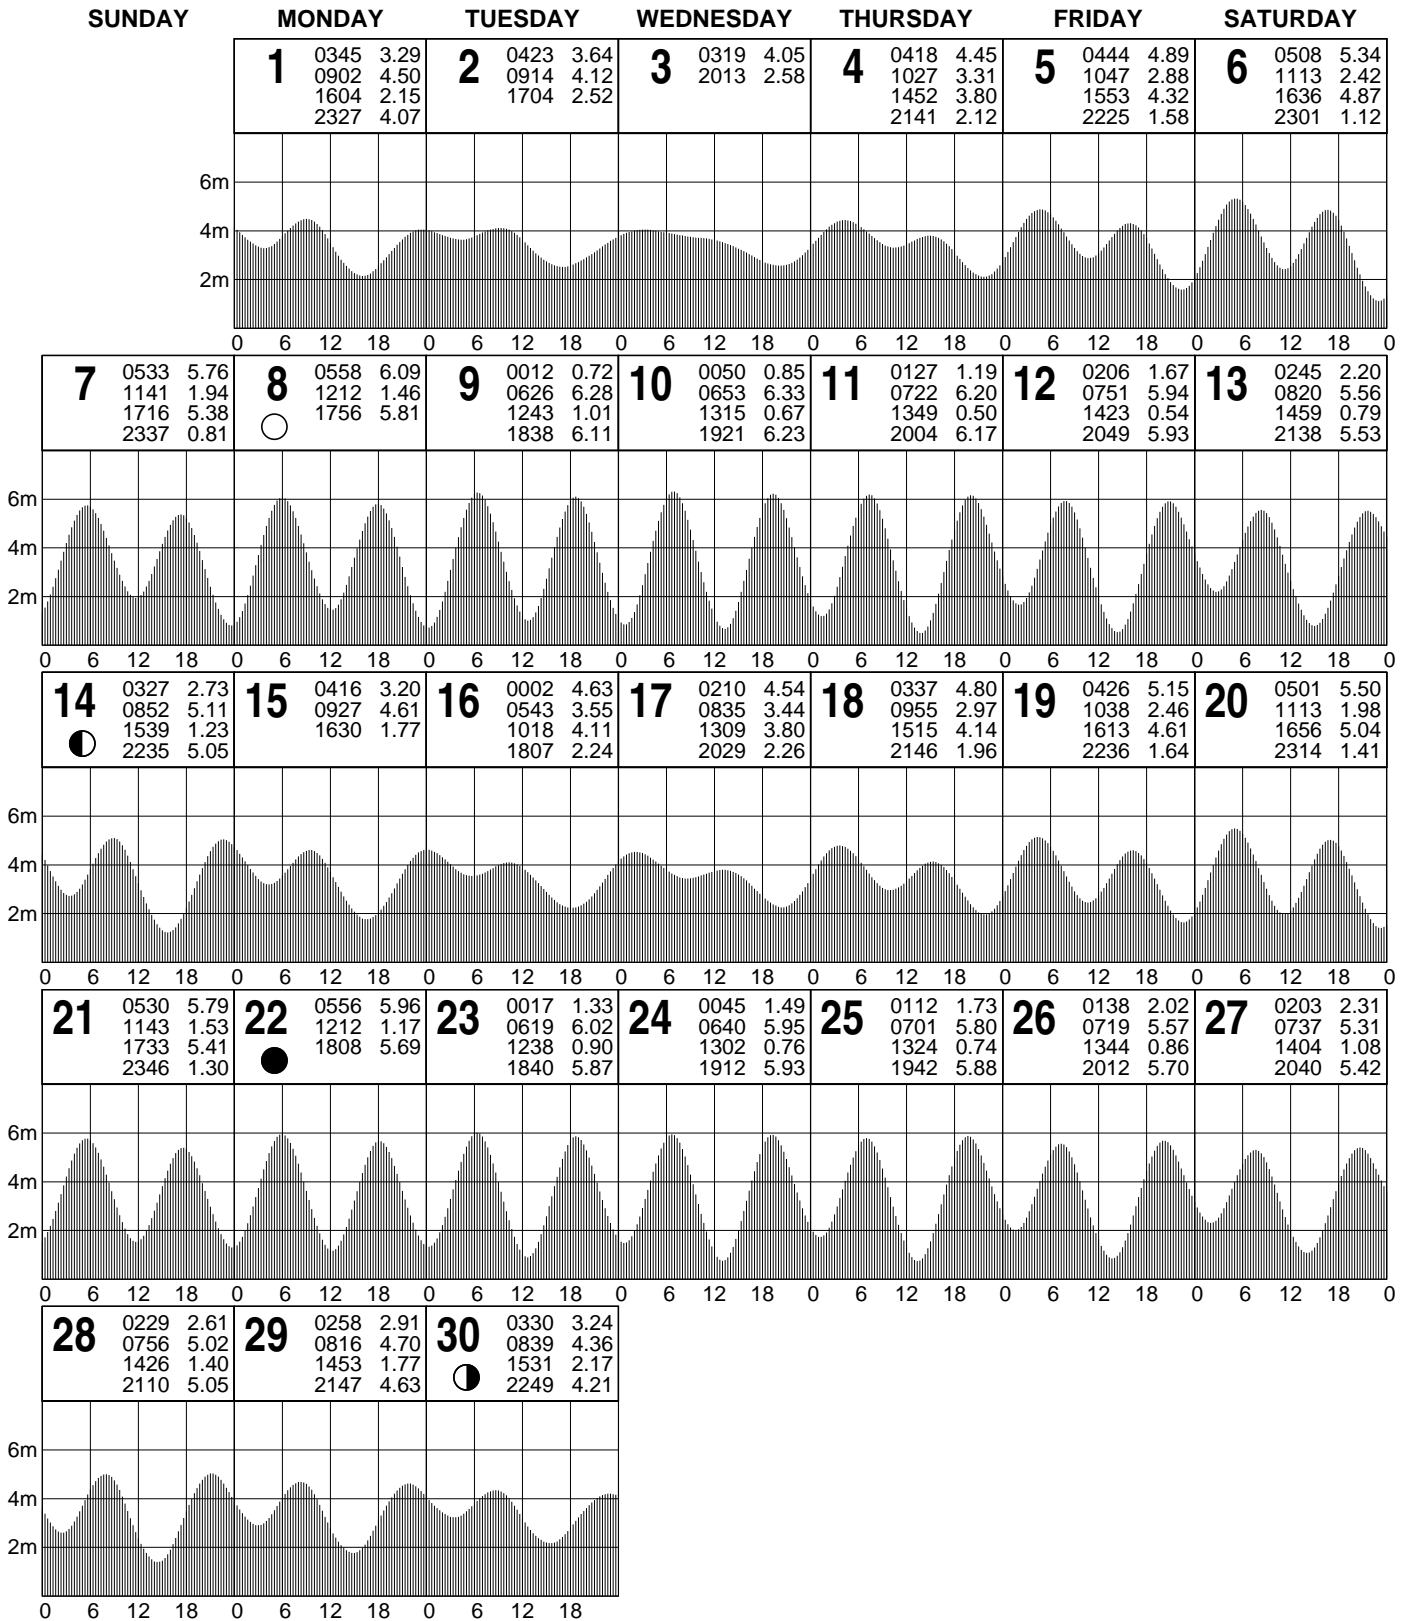 SUNDAY MONDAY TUESDAY WEDNESDAY THURSDAY FRIDAY SATURDAY
1 0345 3.29 2 0423 3.64 3 0319 4.05 4 0418 4.45 5 0444 4.89 6 0508 5.34
0902 4.50 0914 4.12 2013 2.58 1027 3.31 1047 2.88 1113 2.42
1604 2.15 1704 2.52 1452 3.80 1553 4.32 1636 4.87
2327 4.07 2141 2.12 2225 1.58 2301 1.12
6m
4m
2m
0 6 12 18 0 6 12 18 0 6 12 18 0 6 12 18 0 6 12 18 0 6 12 18 0
7 0533 5.76 8 0558 6.09 9 0012 0.72 10 0050 0.85 11 0127 1.19 12 0206 1.67 13 0245 2.20
1141 1.94 1212 1.46 0626 6.28 0653 6.33 0722 6.20 0751 5.94 0820 5.56
1716 5.38 1756 5.81 1243 1.01 1315 0.67 1349 0.50 1423 0.54 1459 0.79
2337 0.81 1838 6.11 1921 6.23 2004 6.17 2049 5.93 2138 5.53
6m
4m
2m
0 6 12 18 0 6 12 18 0 6 12 18 0 6 12 18 0 6 12 18 0 6 12 18 0 6 12 18 0
14 0327 2.73 15 0416 3.20 16 0002 4.63 17 0210 4.54 18 0337 4.80 19 0426 5.15 20 0501 5.50
0852 5.11 0927 4.61 0543 3.55 0835 3.44 0955 2.97 1038 2.46 1113 1.98
1539 1.23 1630 1.77 1018 4.11 1309 3.80 1515 4.14 1613 4.61 1656 5.04
2235 5.05 1807 2.24 2029 2.26 2146 1.96 2236 1.64 2314 1.41
6m
4m
2m
0 6 12 18 0 6 12 18 0 6 12 18 0 6 12 18 0 6 12 18 0 6 12 18 0 6 12 18 0
21 0530 5.79 22 0556 5.96 23 0017 1.33 24 0045 1.49 25 0112 1.73 26 0138 2.02 27 0203 2.31
1143 1.53 1212 1.17 0619 6.02 0640 5.95 0701 5.80 0719 5.57 0737 5.31
1733 5.41 1808 5.69 1238 0.90 1302 0.76 1324 0.74 1344 0.86 1404 1.08
2346 1.30 1840 5.87 1912 5.93 1942 5.88 2012 5.70 2040 5.42
6m
4m
2m
0 6 12 18 0 6 12 18 0 6 12 18 0 6 12 18 0 6 12 18 0 6 12 18 0 6 12 18 0
28 0229 2.61 29 0258 2.91 30 0330 3.24
0756 5.02 0816 4.70 0839 4.36
1426 1.40 1453 1.77 1531 2.17
2110 5.05 2147 4.63 2249 4.21
6m
4m
2m
0 6 12 18 0 6 12 18 0 6 12 18